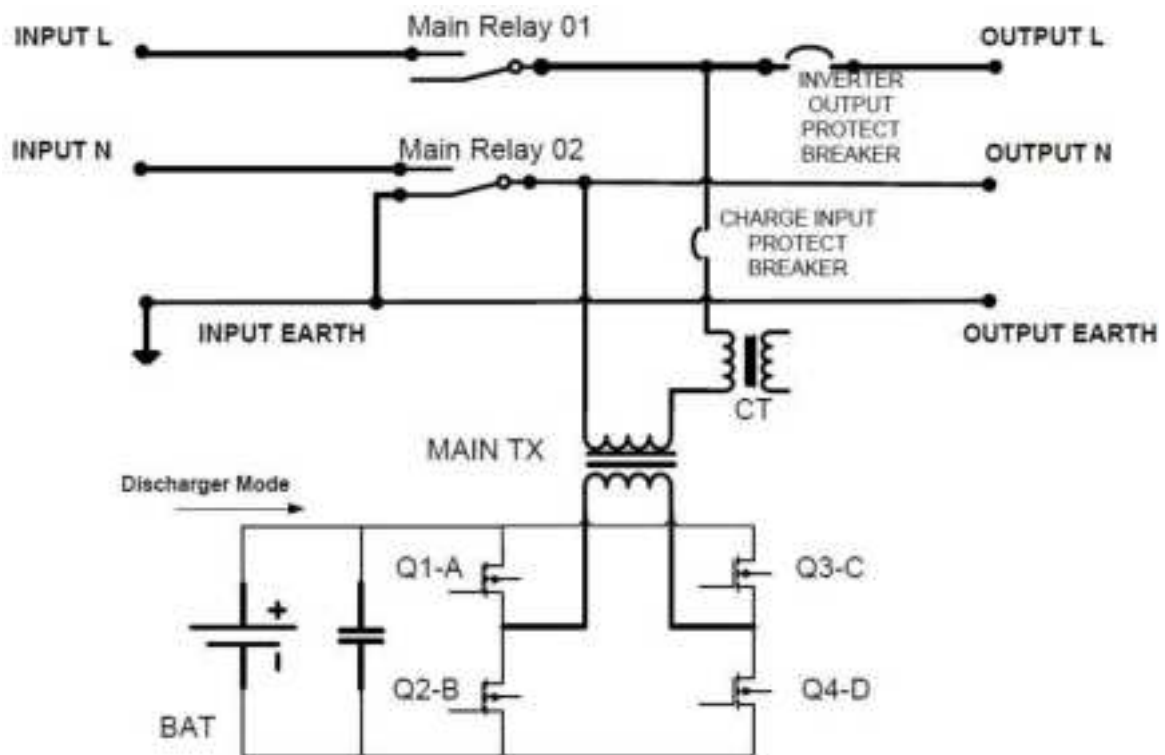 Main Relay 01
INPUT L
OUTPUT L
INVERTER
OUTPUT
PROTECT
BREAKER
INPUT N
Main Relay 02
OUTPUT N
CHARGE INPUT
PROTECT
BREAKER
INPUT EARTH
OUTPUT EARTH
CT
MAIN TX
Discharger Mode
Q1-A
Q3-C
+
-
Q2-B
Q4-D
BAT